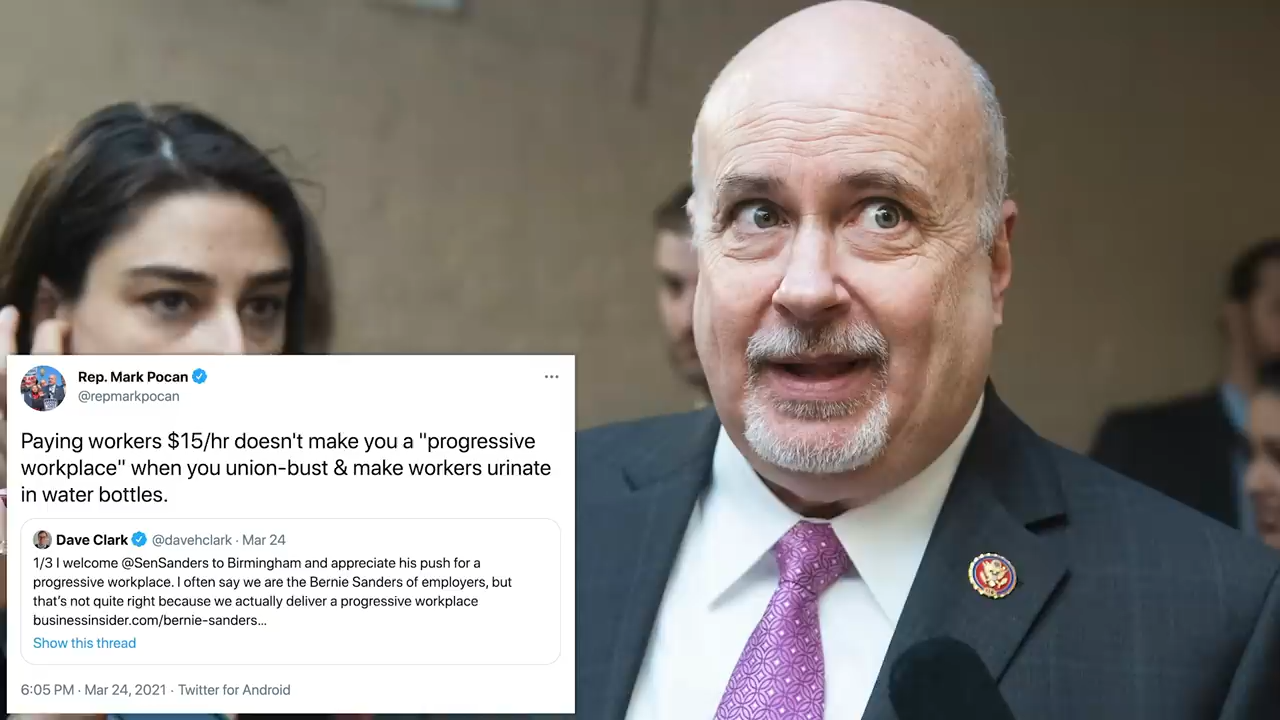 Rep. Mark Pocan
@repmarkpocan
Paying workers $15/hr doesn't make you a "progressive
workplace" when you union-bust & make workers urinate
in water bottles.
Dave Clark @davehclark · Mar 24
1/3 I welcome @SenSanders to Birmingham and appreciate his push for a
progressive workplace. I often say we are the Bernie Sanders of employers, but
that's not quite right because we actually deliver a progressive workplace
businessinsider.com/bernie-sanders...
Show this thread
6:05 PM · Mar 24, 2021 · Twitter for Android